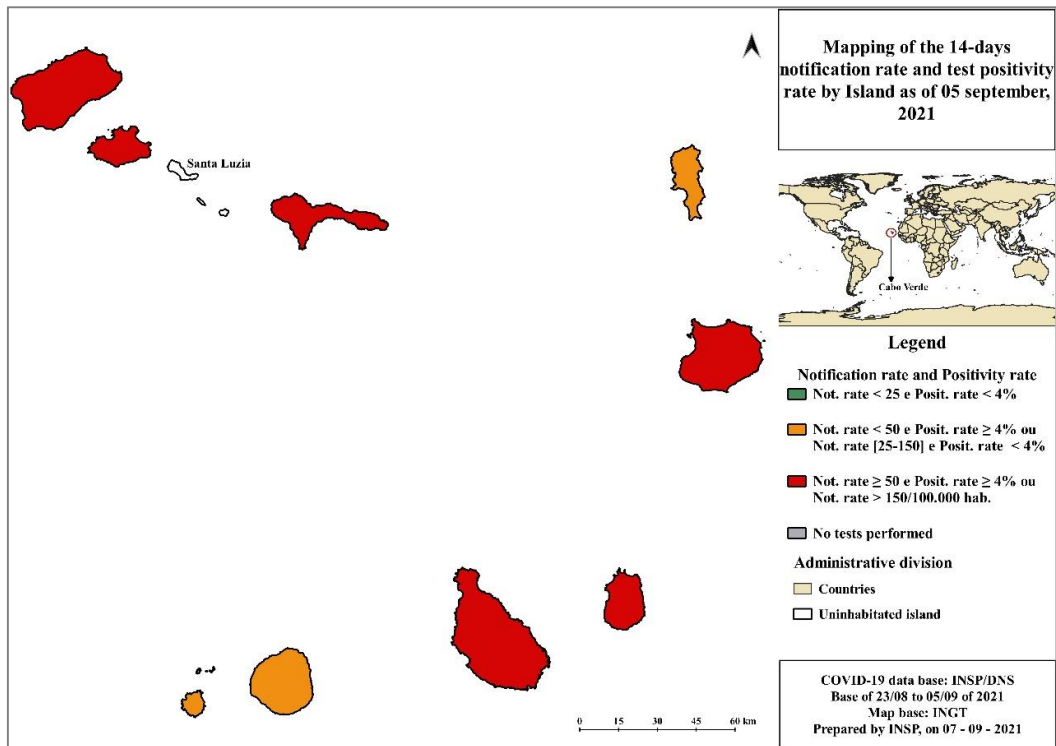 Mapping of the 14-days
notification rate and test positivity
rate by Island as of 05 september,
2021
Santa Luzia
Cabo Verde
Legend
Notification rate and Positivity rate
Not. rate < 25 e Posit. rate < 4%
Not. rate < 50 e Posit. rate ≥ 4% ou
Not. rate [25-150] e Posit. rate < 4%
Not. rate ≥ 50 e Posit. rate ≥ 4% ou
Not. rate > 150/100.000 hab.
No tests performed
Administrative division
Countries
Uninhabitated island
0 15 30 45 60 km
COVID-19 data base: INSP/DNS
Base of 23/08 to 05/09 of 2021
Map base: INGT
Prepared by INSP, on 07 - 09 - 2021